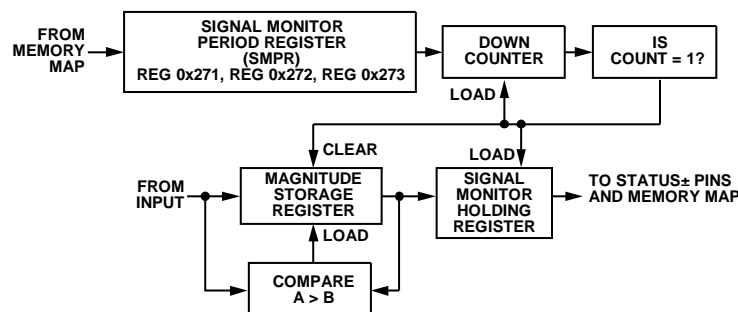 FROM
MEMORY
MAP
SIGNAL MONITOR
PERIOD REGISTER
(SMPR)
REG 0x271, REG 0x272, REG 0x273
DOWN
COUNTER
IS
COUNT = 1?
LOAD
CLEAR
LOAD
FROM
INPUT
MAGNITUDE
STORAGE
REGISTER
SIGNAL
MONITOR
HOLDING
REGISTER
TO STATUS± PINS
AND MEMORY MAP
LOAD
COMPARE
A > B